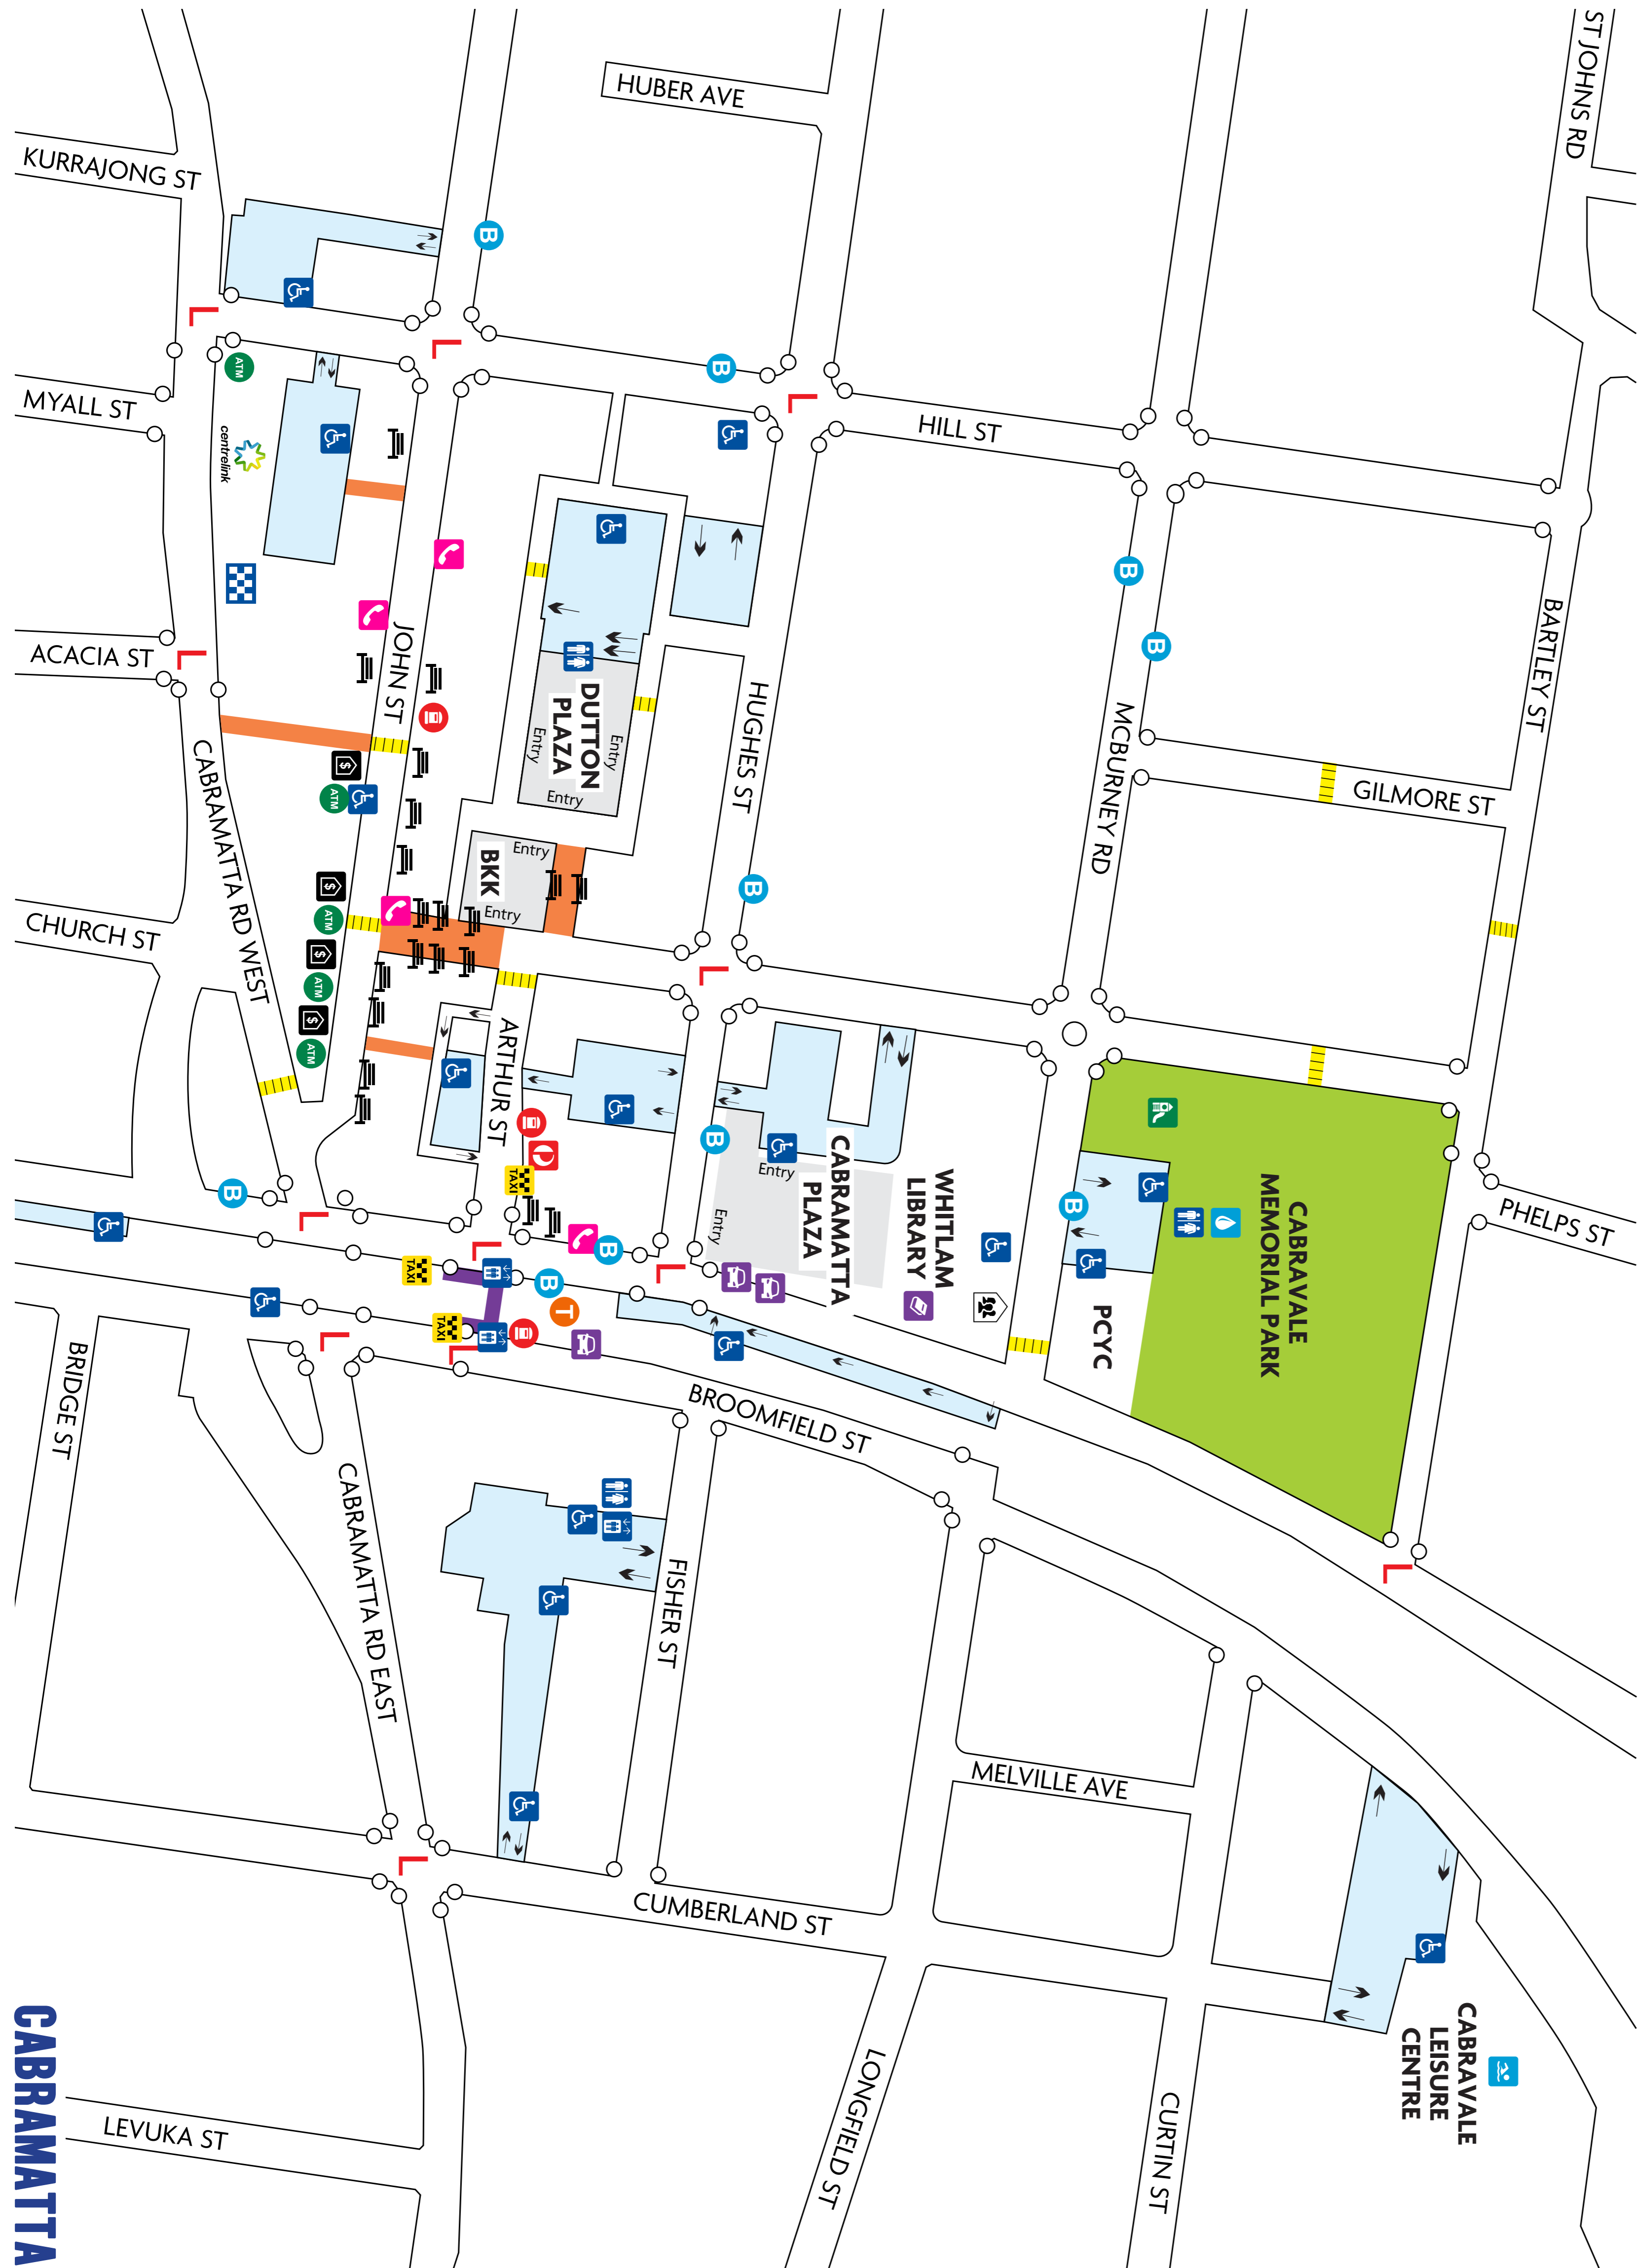 ST JOHNS RD
HUBER AVE
KURRAJONG ST
B
B
ATM
MYALL ST
HILL ST
centrelink
B
B
BARTLEY ST
ACACIA ST
JOHN ST
DUTTON
PLAZA
Entry
Entry
Entry
HUGHES ST
MCBURNEY RD
GILMORE ST
CABRAMATTA RD WEST
$
ATM
BKK
Entry
Entry
B
$
ATM
$
ATM
$
ATM
CHURCH ST
ARTHUR ST
B
TAXI
CABRAMATTA
PLAZA
Entry
Entry
WHITLAM
LIBRARY
B
CABRAVALE
MEMORIAL PARK
PCYC
PHELPS ST
B
B
B
T
TAXI
TAXI
BRIDGE ST
BROOMFIELD ST
CABRAMATTA RD EAST
FISHER ST
MELVILLE AVE
CUMBERLAND ST
LONGFIELD ST
CURTIN ST
CABRAVALE
LEISURE
CENTRE
LEVUKA ST
CABRAMATTA